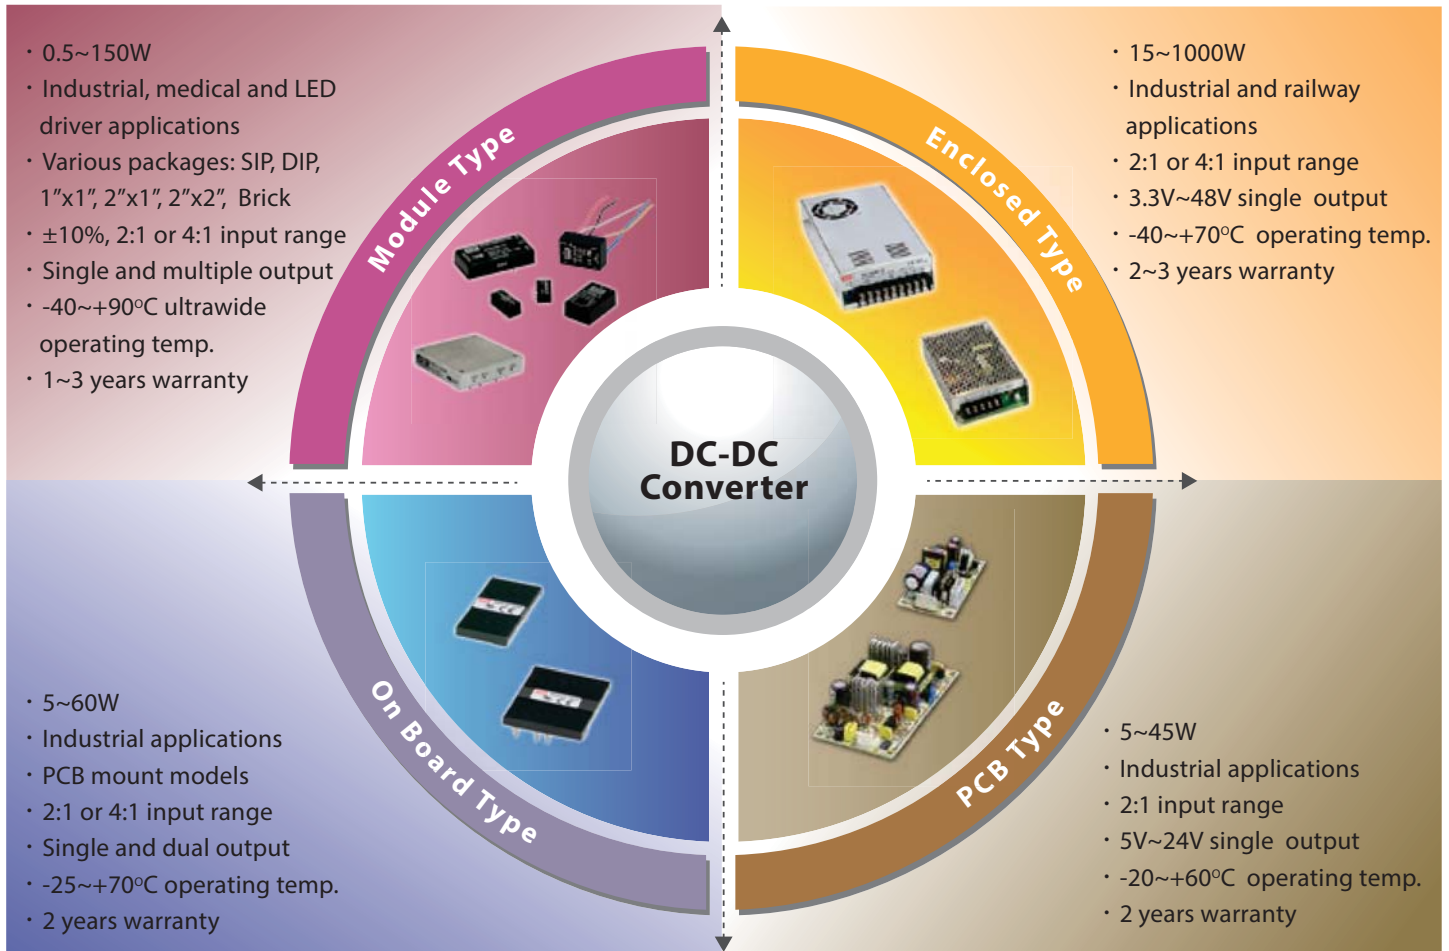 · 0.5~150W
· Industrial, medical and LED
driver applications
· Various packages: SIP, DIP,
1”x1”, 2”x1”, 2”x2”, Brick
· ±10%, 2:1 or 4:1 input range
· Single and multiple output
· -40~+90ºC ultrawide
operating temp.
· 1~3 years warranty
Module Type
Enclosed Type
· 15~1000W
· Industrial and railway
applications
· 2:1 or 4:1 input range
· 3.3V~48V single output
· -40~+70ºC operating temp.
· 2~3 years warranty
DC-DC
Converter
· 5~60W
· Industrial applications
· PCB mount models
· 2:1 or 4:1 input range
· Single and dual output
· -25~+70ºC operating temp.
· 2 years warranty
On Board Type
PCB Type
· 5~45W
· Industrial applications
· 2:1 input range
· 5V~24V single output
· -20~+60ºC operating temp.
· 2 years warranty